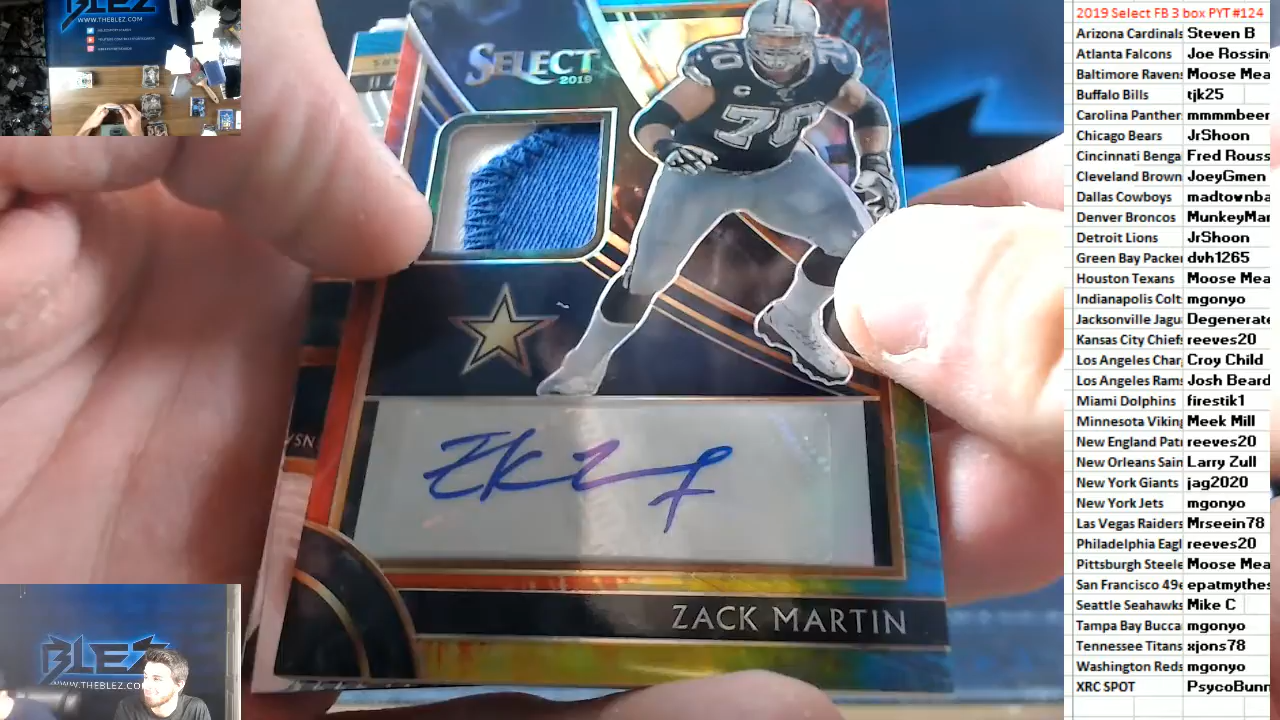 BLEZ
WWW.THEBLEZ.COM
SELECT
2019
70
C
70
VSN
ZACK MARTIN
BLEZ
WWW.THEBLEZ.COM
2019 Select FB 3 box PYT #124
Arizona Cardinals Steven B
Atlanta Falcons Joe Rossin
Baltimore Ravens Moose Mea
Buffalo Bills tjk25
Carolina Panther mmmmbeer
Chicago Bears JrShoon
Cincinnati Benga Fred Rouss
Cleveland Brown JoeyGmen
Dallas Cowboys madtownba
Denver Broncos MunkeyMar
Detroit Lions JrShoon
Green Bay Packe dvh1265
Houston Texans Moose Mea
Indianapolis Colt mgonyo
Jacksonville Jagu Degenerate
Kansas City Chiefs reeves20
Los Angeles Char Croy Child
Los Angeles Rams Josh Beard
Miami Dolphins firestik1
Minnesota Viking Meek Mill
New England Patr reeves20
New Orleans Sain Larry Zull
New York Giants jag2020
New York Jets mgonyo
Las Vegas Raiders Mrseein78
Philadelphia Eagl reeves20
Pittsburgh Steele Moose Mea
San Francisco 49e epatmythes
Seattle Seahawks Mike C
Tampa Bay Bucca mgonyo
Tennessee Titans xjons78
Washington Reds mgonyo
XRC SPOT PsycoBunn